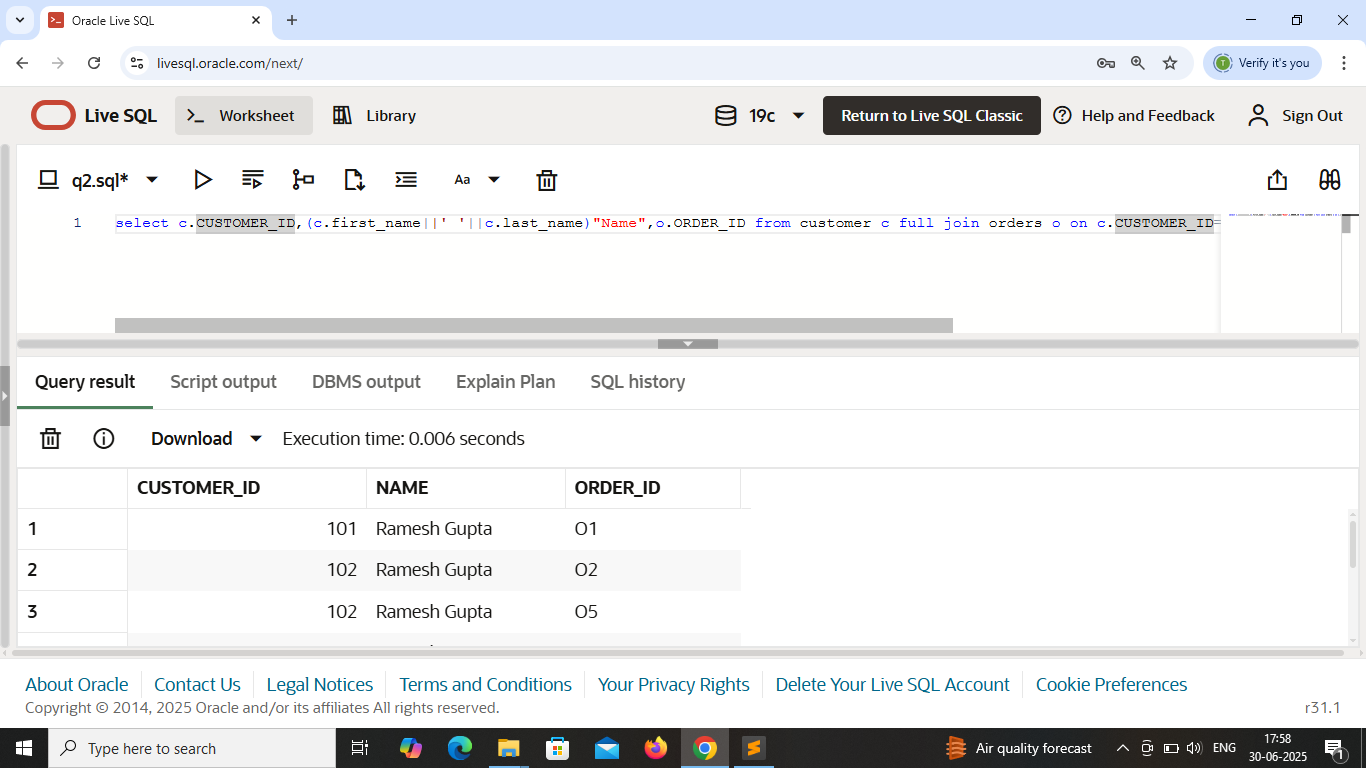 Oracle Live SQL
livesql.oracle.com/next/
Verify it's you
Live SQL
Worksheet
Library
19c
Return to Live SQL Classic
Help and Feedback
Sign Out
q2.sql*
Aa
1 select c.CUSTOMER_ID,(c.first_name||' '||c.last_name)"Name",o.ORDER_ID from customer c full join orders o on c.CUSTOMER_ID=
Query result
Script output
DBMS output
Explain Plan
SQL history
Download
Execution time: 0.006 seconds
CUSTOMER_ID NAME ORDER_ID
1 101 Ramesh Gupta O1
2 102 Ramesh Gupta O2
3 102 Ramesh Gupta O5
About Oracle
Contact Us
Legal Notices
Terms and Conditions
Your Privacy Rights
Delete Your Live SQL Account
Cookie Preferences
Copyright © 2014, 2025 Oracle and/or its affiliates All rights reserved.
r31.1
Type here to search
Air quality forecast
ENG
17:58
30-06-2025
1